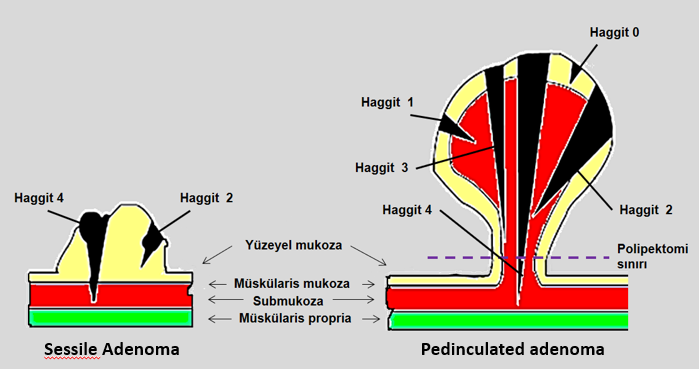 Haggit 0
Haggit 1
Haggit 3
Haggit 4
Haggit 2
Haggit 4
Haggit 2
Polipektomi
sınırı
Yüzeyel mukoza
Müskülaris mukoza
Submukoza
Müskülaris propria
Sessile Adenoma
Pedinculated adenoma